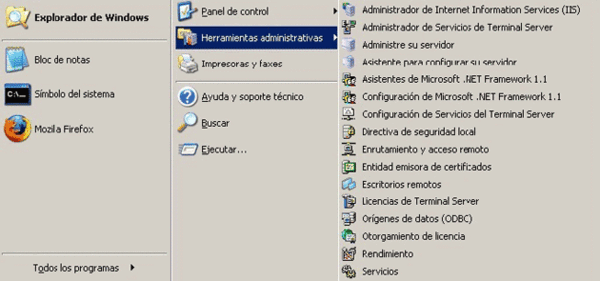 Explorador de Windows
Bloc de notas
Símbolo del sistema
Mozilla Firefox
Todos los programas
Panel de control
Herramientas administrativas
Impresoras y faxes
Ayuda y soporte técnico
Buscar
Ejecutar...
Administrador de Internet Information Services (IIS)
Administrador de Servicios de Terminal Server
Administre su servidor
Asistente para configurar su servidor
Asistentes de Microsoft .NET Framework 1.1
Configuración de Microsoft .NET Framework 1.1
Configuración de Servicios del Terminal Server
Directiva de seguridad local
Enrutamiento y acceso remoto
Entidad emisora de certificados
Escritorios remotos
Licencias de Terminal Server
Orígenes de datos (ODBC)
Otorgamiento de licencia
Rendimiento
Servicios